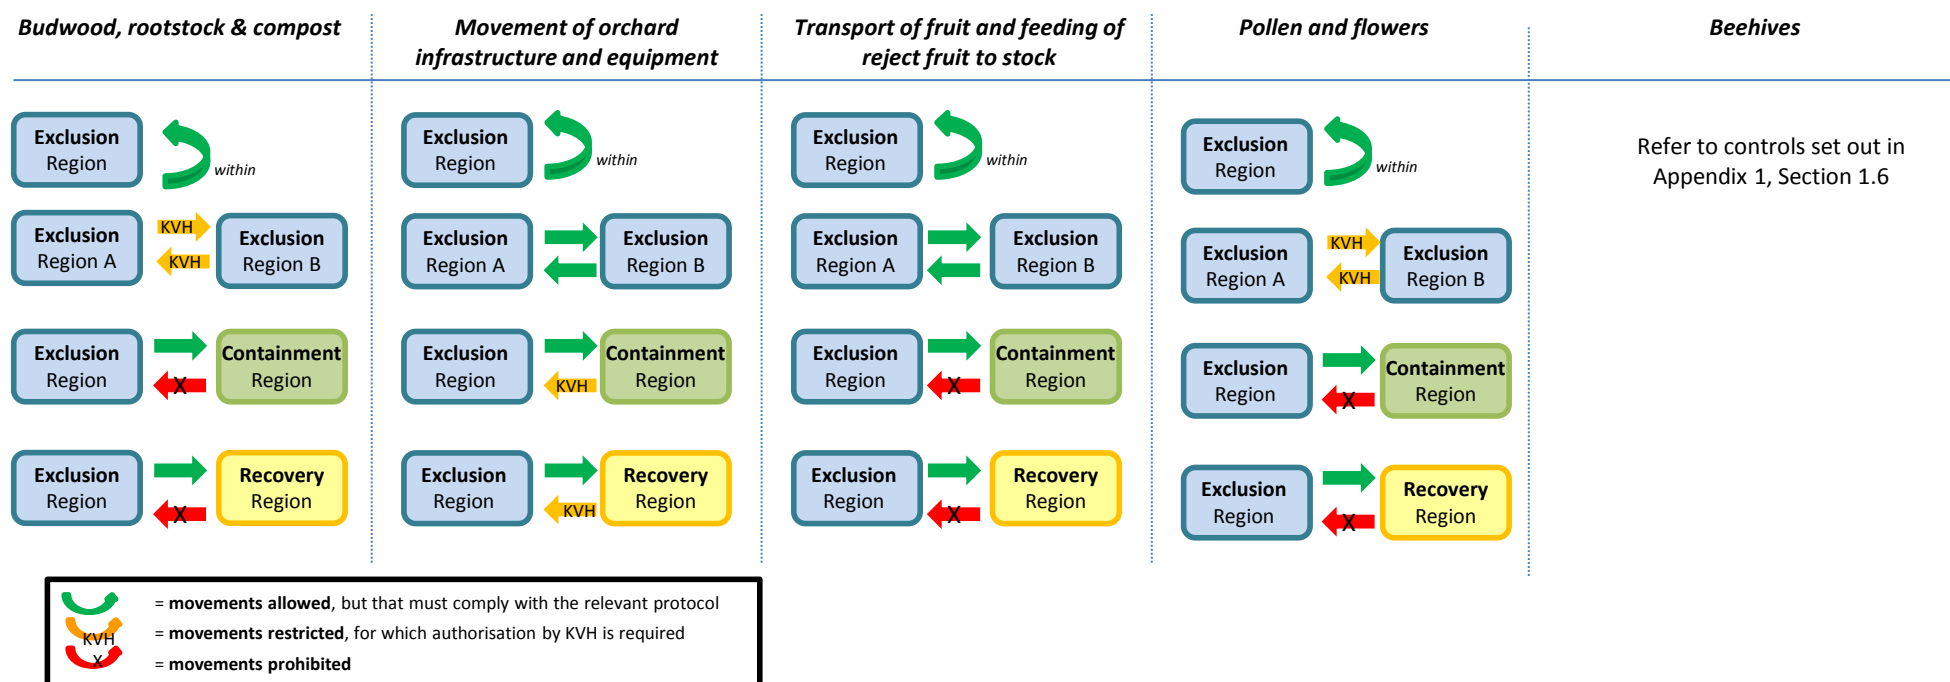 Budwood, rootstock & compost
Movement of orchard
infrastructure and equipment
Transport of fruit and feeding of
reject fruit to stock
Pollen and flowers
Beehives
Exclusion
Region
within
Exclusion
Region A
KVH
KVH
Exclusion
Region B
Exclusion
Region
X
Containment
Region
Exclusion
Region
X
Recovery
Region
Exclusion
Region
within
Exclusion
Region A
Exclusion
Region B
Exclusion
Region
KVH
Containment
Region
Exclusion
Region
KVH
Recovery
Region
Exclusion
Region
within
Exclusion
Region A
Exclusion
Region B
Exclusion
Region
X
Containment
Region
Exclusion
Region
X
Recovery
Region
Exclusion
Region
within
Exclusion
Region A
KVH
KVH
Exclusion
Region B
Exclusion
Region
X
Containment
Region
Exclusion
Region
X
Recovery
Region
Refer to controls set out in
Appendix 1, Section 1.6
= movements allowed, but that must comply with the relevant protocol
KVH
= movements restricted, for which authorisation by KVH is required
X
= movements prohibited